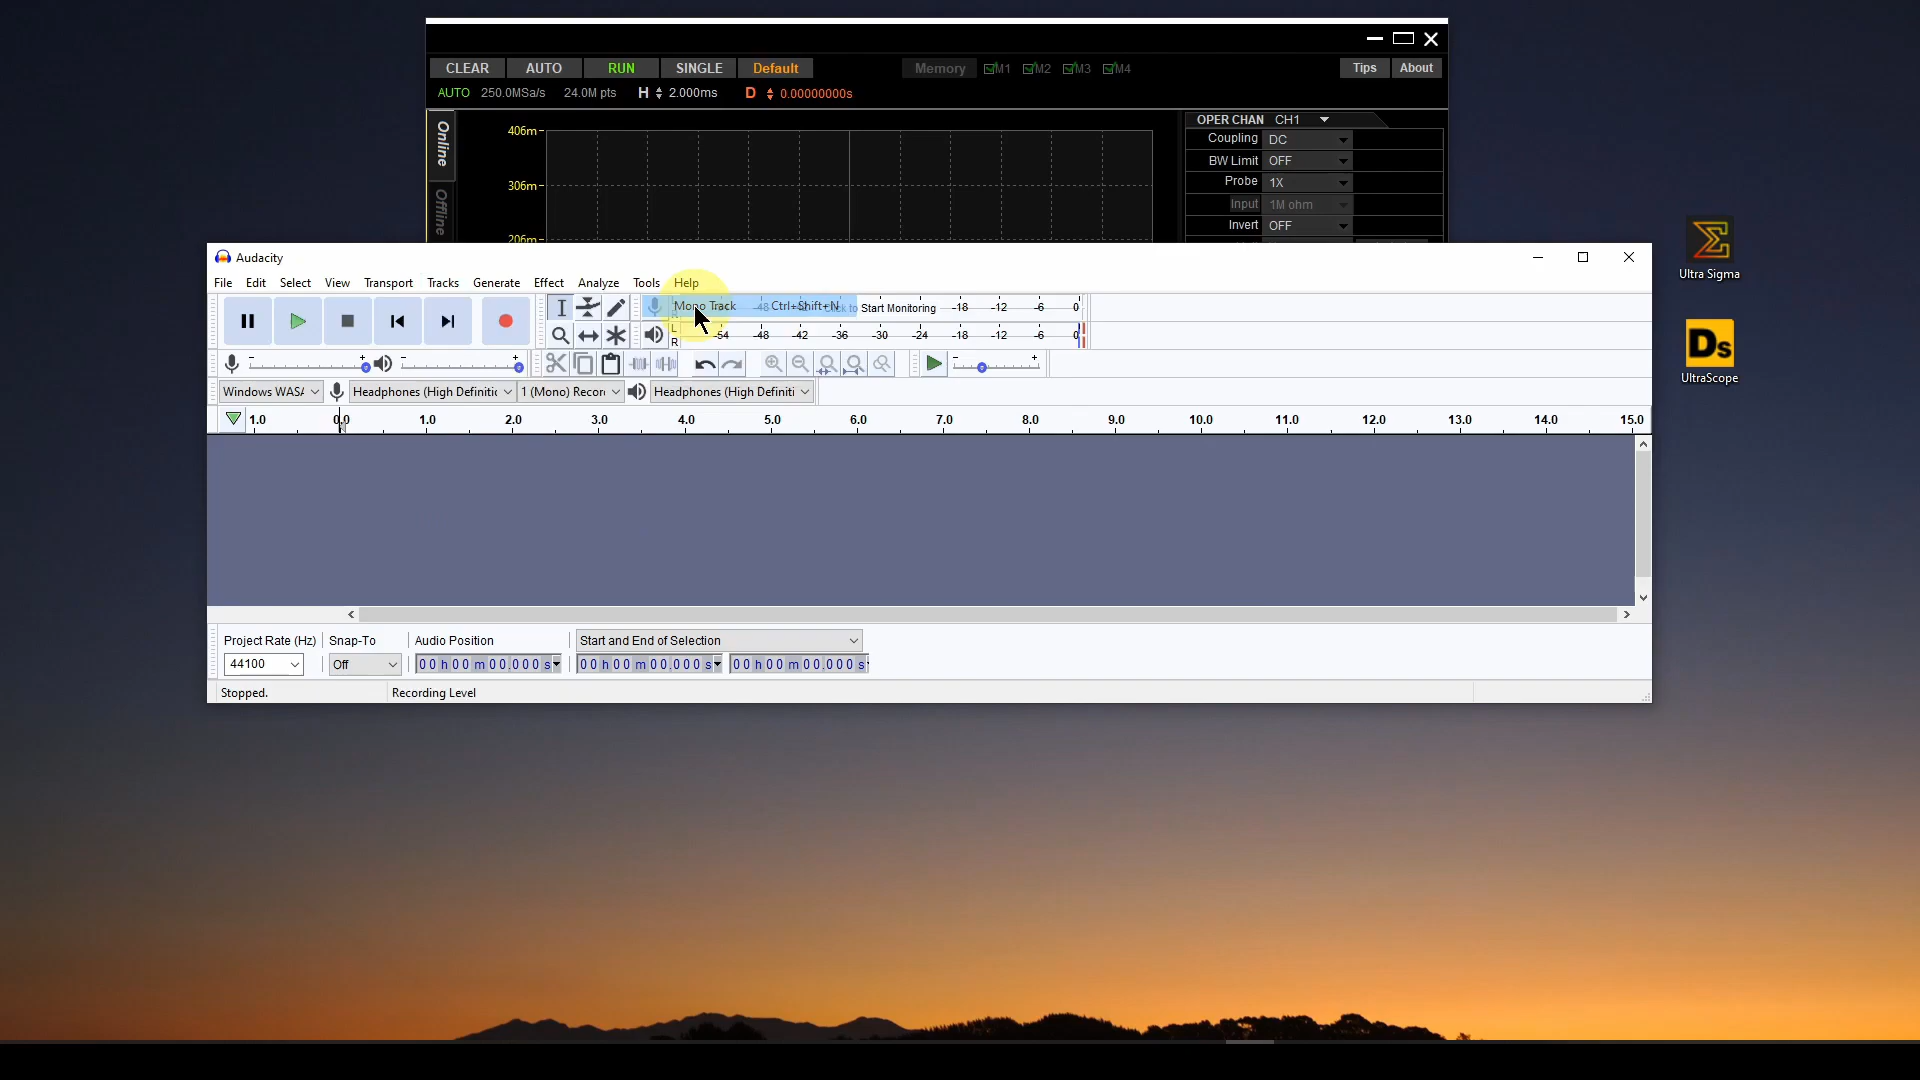 CLEAR AUTO RUN SINGLE Default Memory M1 M2 M3 M4 Tips About
AUTO 250.0MSa/s 24.0M pts H 2.000ms D 0.00000000s
Online
Offline
406m
306m
206m
OPER CHAN CH1
Coupling DC
BW Limit OFF
Probe 1X
Input 1M ohm
Invert OFF
Ultra Sigma
Ds
UltraScope
Audacity
File Edit Select View Transport Tracks Generate Effect Analyze Tools Help
Mono Track Ctrl+Shift+N Click to Start Monitoring -18 -12 -6 0
R
L -54 -48 -42 -36 -30 -24 -18 -12 -6 0
R
Windows WASA Headphones (High Definitic 1 (Mono) Recor Headphones (High Definiti
1.0 0.0 1.0 2.0 3.0 4.0 5.0 6.0 7.0 8.0 9.0 10.0 11.0 12.0 13.0 14.0 15.0
Project Rate (Hz) Snap-To Audio Position Start and End of Selection
44100 Off 00 h 00 m 00.000 s 00 h 00 m 00.000 s 00 h 00 m 00.000 s
Stopped. Recording Level